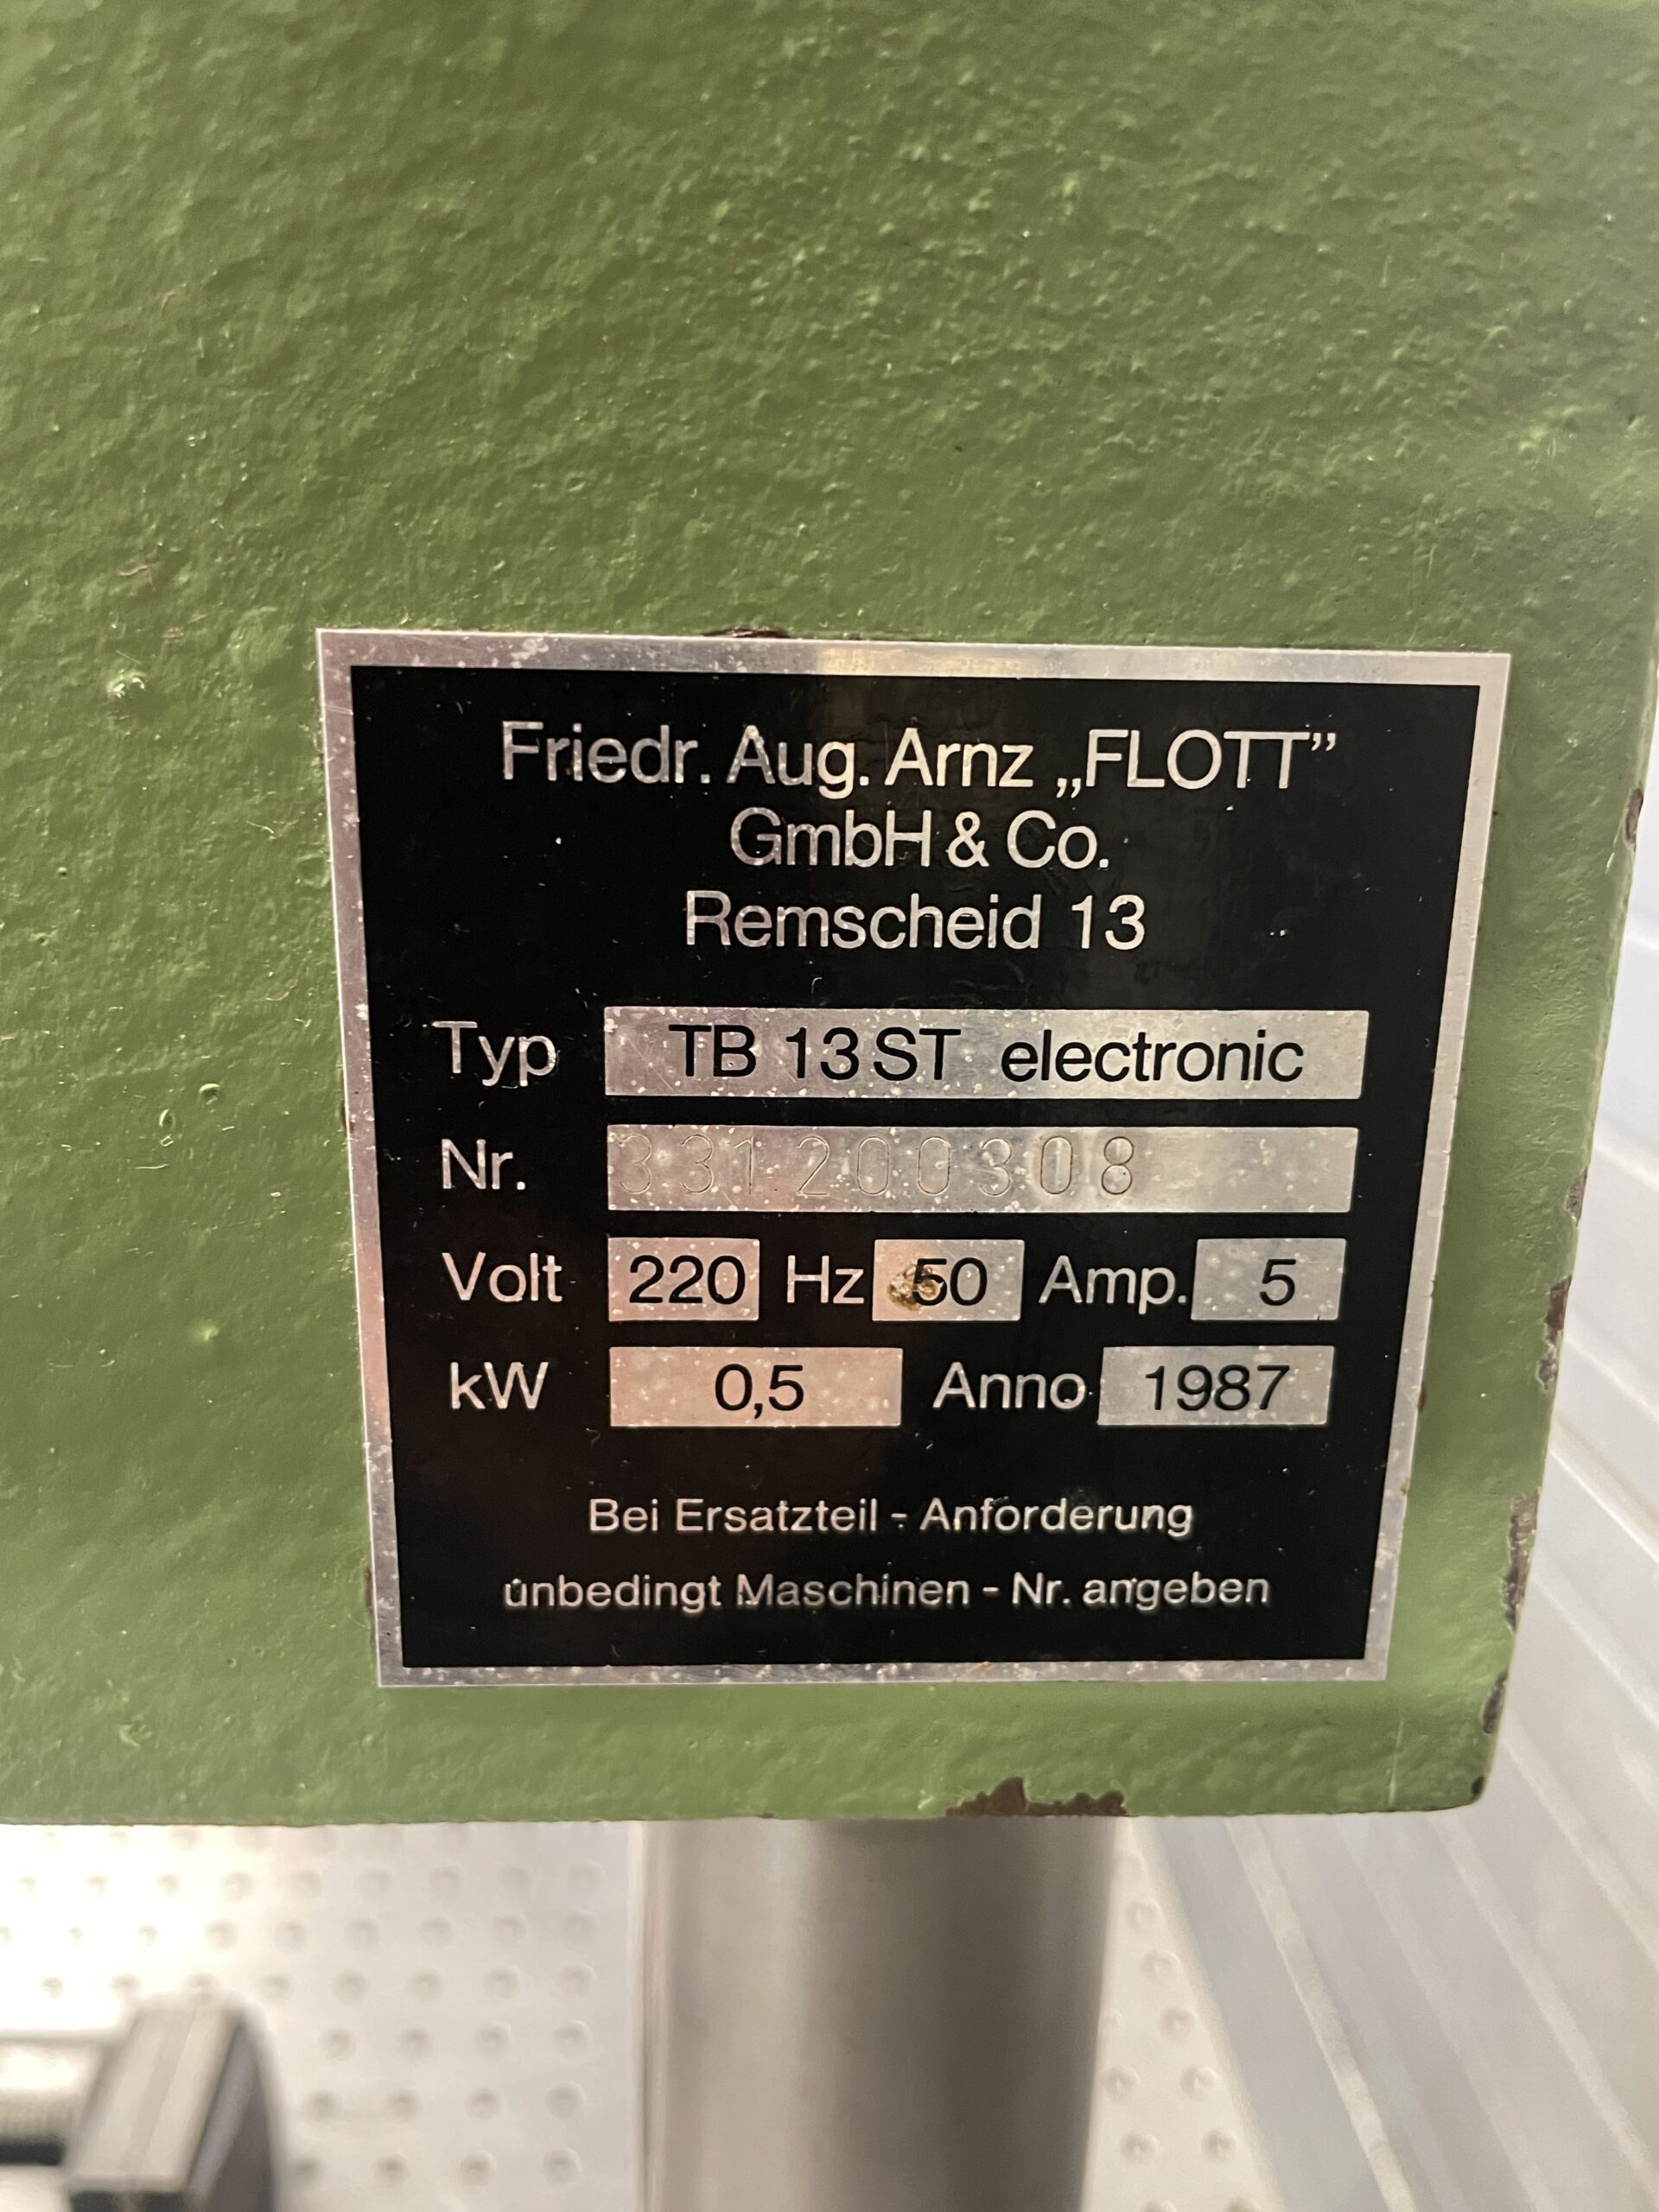 Friedr. Aug. Arnz „FLOTT”
GmbH & Co.
Remscheid 13
Typ TB 13 ST electronic
Nr. 331200308
Volt 220 Hz 50 Amp. 5
kW 0,5 Anno 1987
Bei Ersatzteil - Anforderung
unbedingt Maschinen - Nr. angeben